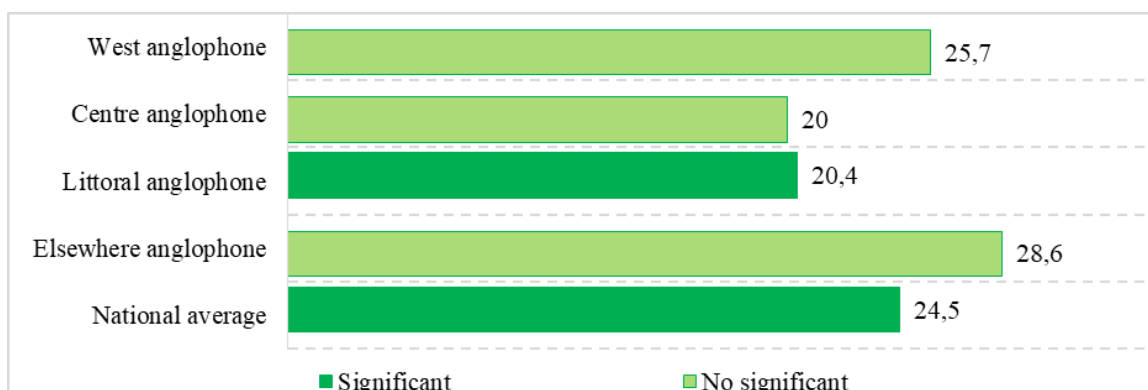 West anglophone
25,7
Centre anglophone
20
Littoral anglophone
20,4
Elsewhere anglophone
28,6
National average
24,5
Significant
No significant